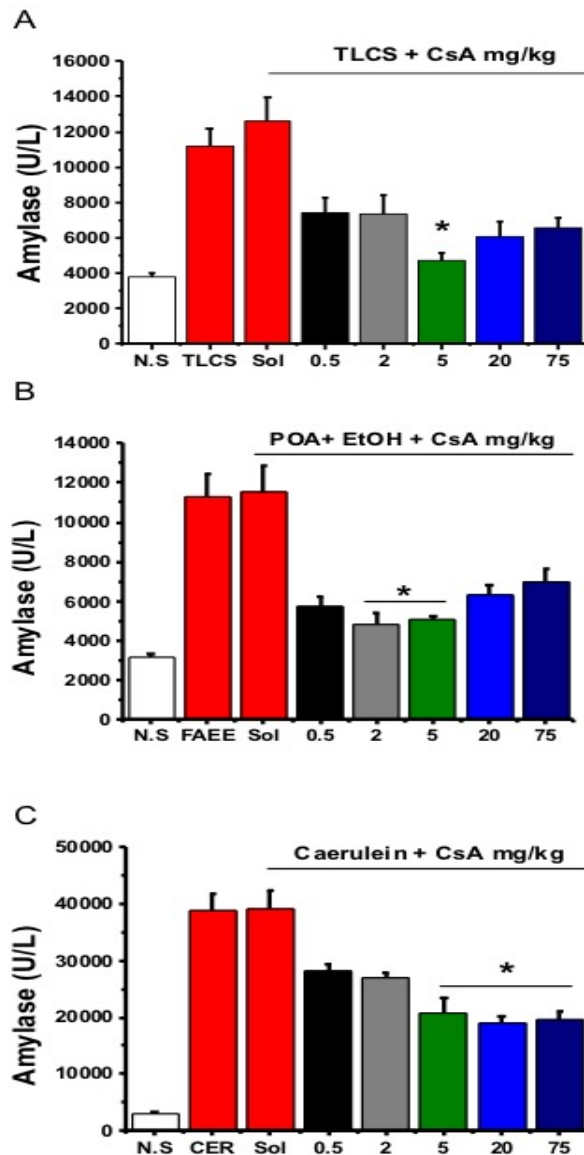 A
TLCS + CsA mg/kg
Amylase (U/L)
16000
14000
12000
10000
8000
6000
4000
2000
0
*
N.S TLCS Sol 0.5 2 5 20 75
B
POA+ EtOH + CsA mg/kg
Amylase (U/L)
14000
12000
10000
8000
6000
4000
2000
0
*
N.S FAEE Sol 0.5 2 5 20 75
C
Caerulein + CsA mg/kg
Amylase (U/L)
50000
40000
30000
20000
10000
0
*
N.S CER Sol 0.5 2 5 20 75